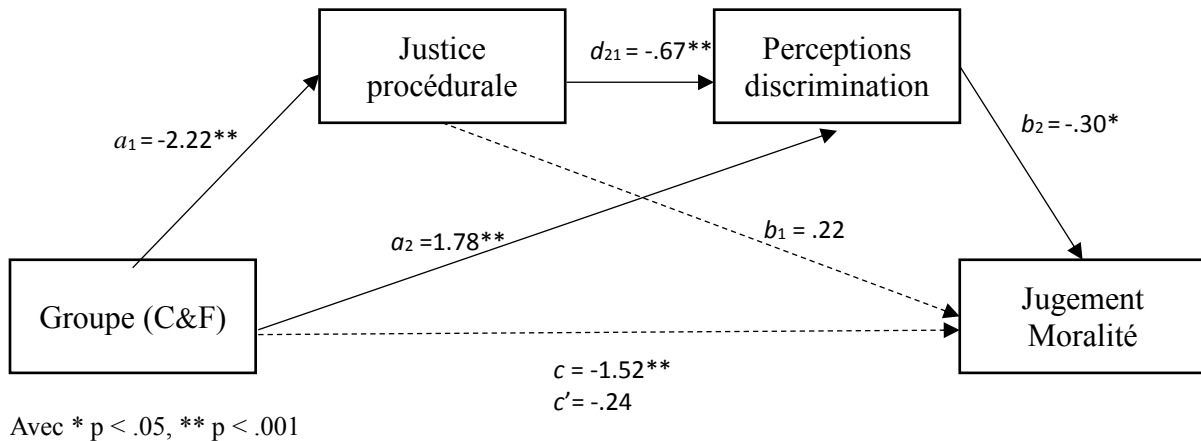 Justice
procédurale
d21 = -.67**
Perceptions
discrimination
a1 = -2.22**
b2 = -.30*
a2 =1.78**
b1 = .22
Groupe (C&F)
Jugement
Moralité
c = -1.52**
c’= -.24
Avec * p < .05, ** p < .001